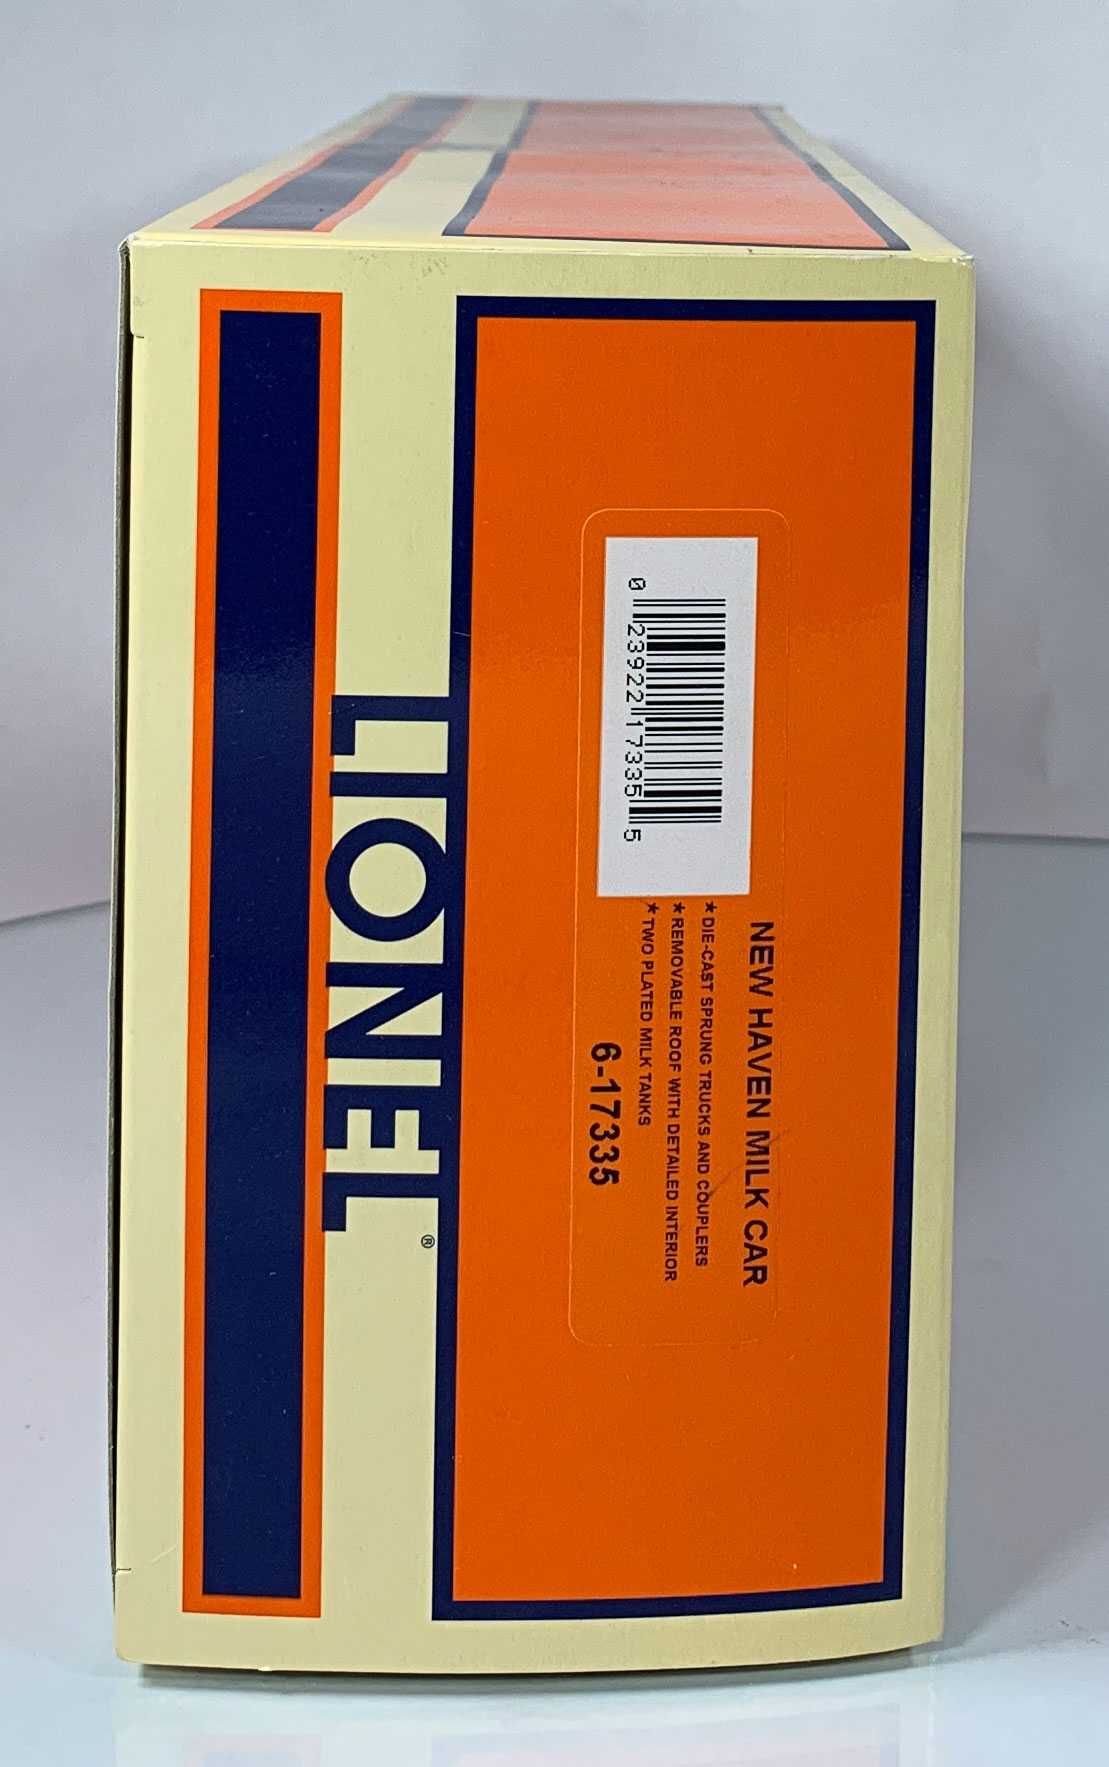 NEW HAVEN MILK CAR
★ DIE-CAST SPRUNG TRUCKS AND COUPLERS
★ REMOVABLE ROOF WITH DETAILED INTERIOR
★ TWO PLATED MILK TANKS
6-17335
0 23922 17335 5
LIONEL®